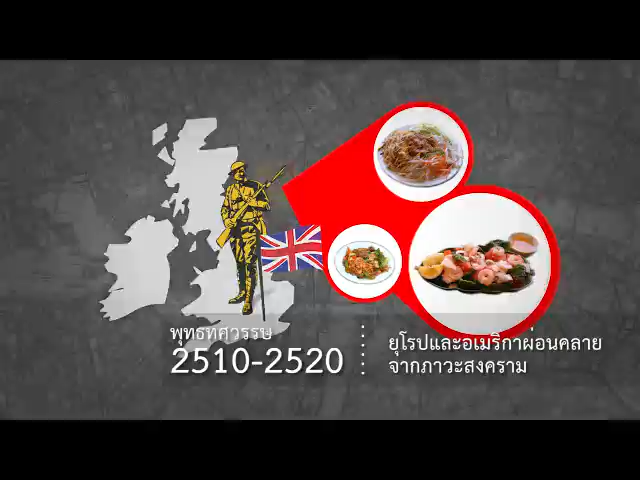 พุทธทศวรรษ
2510-2520
ยุโรปและอเมริกาผ่อนคลาย
จากภาวะสงคราม